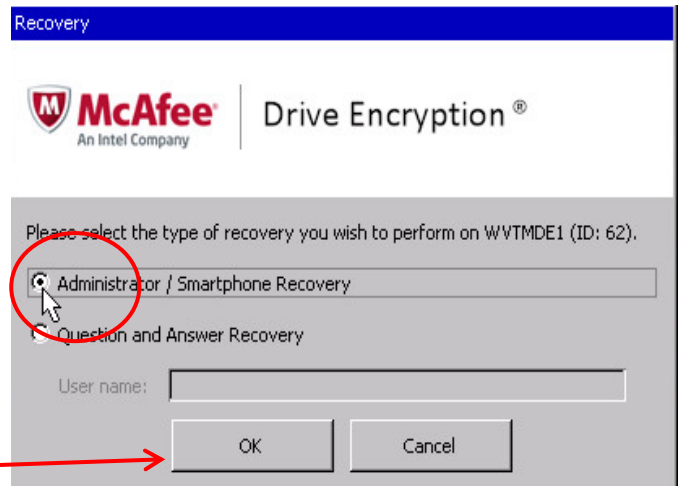 Recovery
McAfee®
An Intel Company
Drive Encryption ®
Please select the type of recovery you wish to perform on WVTMDE1 (ID: 62).
Administrator / Smartphone Recovery
Question and Answer Recovery
User name:
OK Cancel